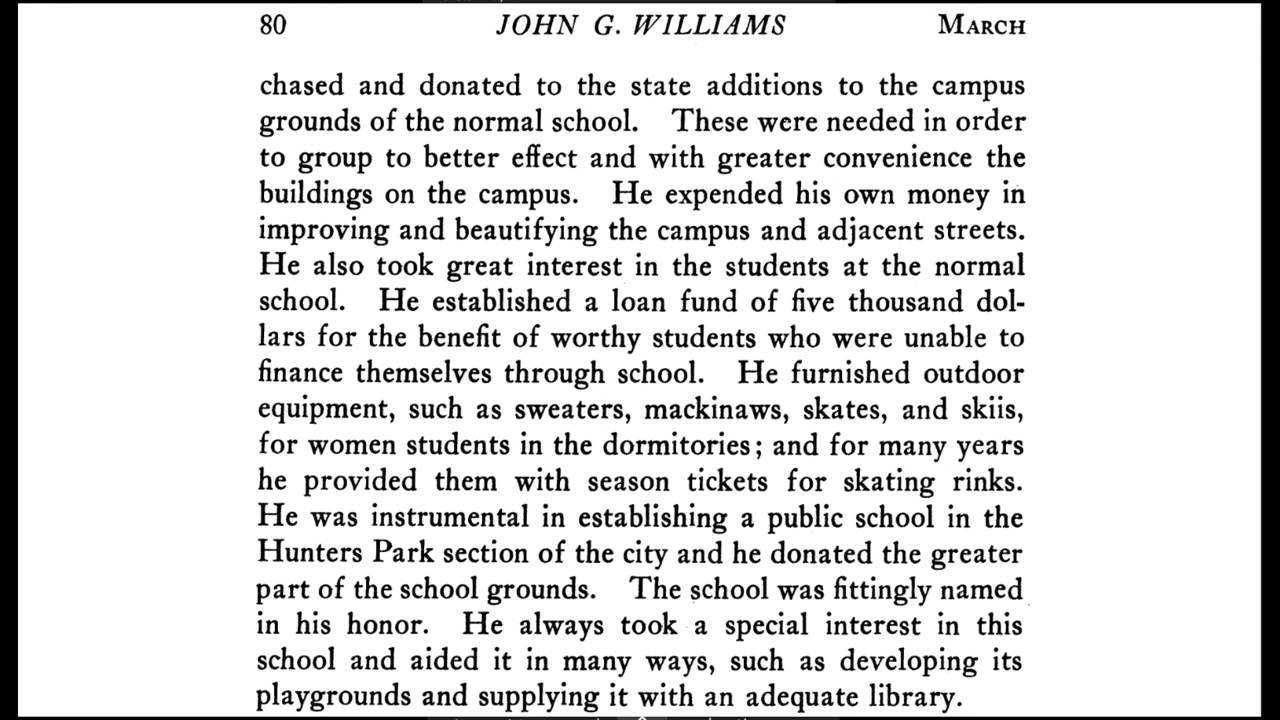 80 JOHN G. WILLIAMS MARCH
chased and donated to the state additions to the campus
grounds of the normal school. These were needed in order
to group to better effect and with greater convenience the
buildings on the campus. He expended his own money in
improving and beautifying the campus and adjacent streets.
He also took great interest in the students at the normal
school. He established a loan fund of five thousand dol-
lars for the benefit of worthy students who were unable to
finance themselves through school. He furnished outdoor
equipment, such as sweaters, mackinaws, skates, and skiis,
for women students in the dormitories; and for many years
he provided them with season tickets for skating rinks.
He was instrumental in establishing a public school in the
Hunters Park section of the city and he donated the greater
part of the school grounds. The school was fittingly named
in his honor. He always took a special interest in this
school and aided it in many ways, such as developing its
playgrounds and supplying it with an adequate library.